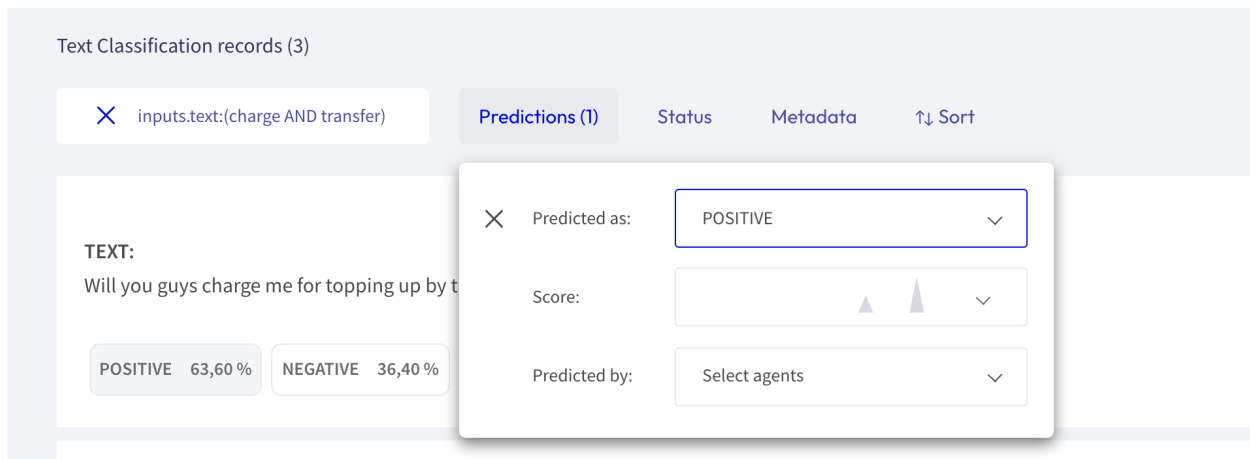 Text Classification records (3)
inputs.text:(charge AND transfer)
Predictions (1)
Status
Metadata
Sort
Predicted as:
POSITIVE
Score:
Predicted by:
Select agents
TEXT:
Will you guys charge me for topping up by
POSITIVE 63,60 %
NEGATIVE 36,40 %